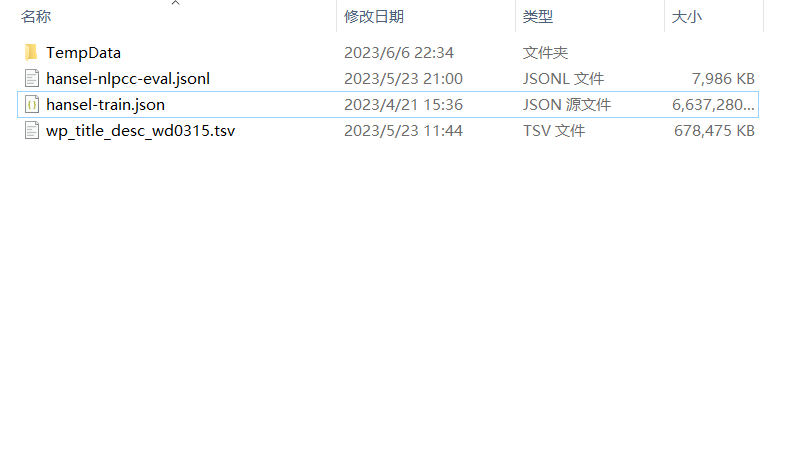 名称 修改日期 类型 大小
TempData 2023/6/6 22:34 文件夹
hansel-nlpcc-eval.jsonl 2023/5/23 21:00 JSONL 文件 7,986 KB
hansel-train.json 2023/4/21 15:36 JSON 源文件 6,637,280...
wp_title_desc_wd0315.tsv 2023/5/23 11:44 TSV 文件 678,475 KB